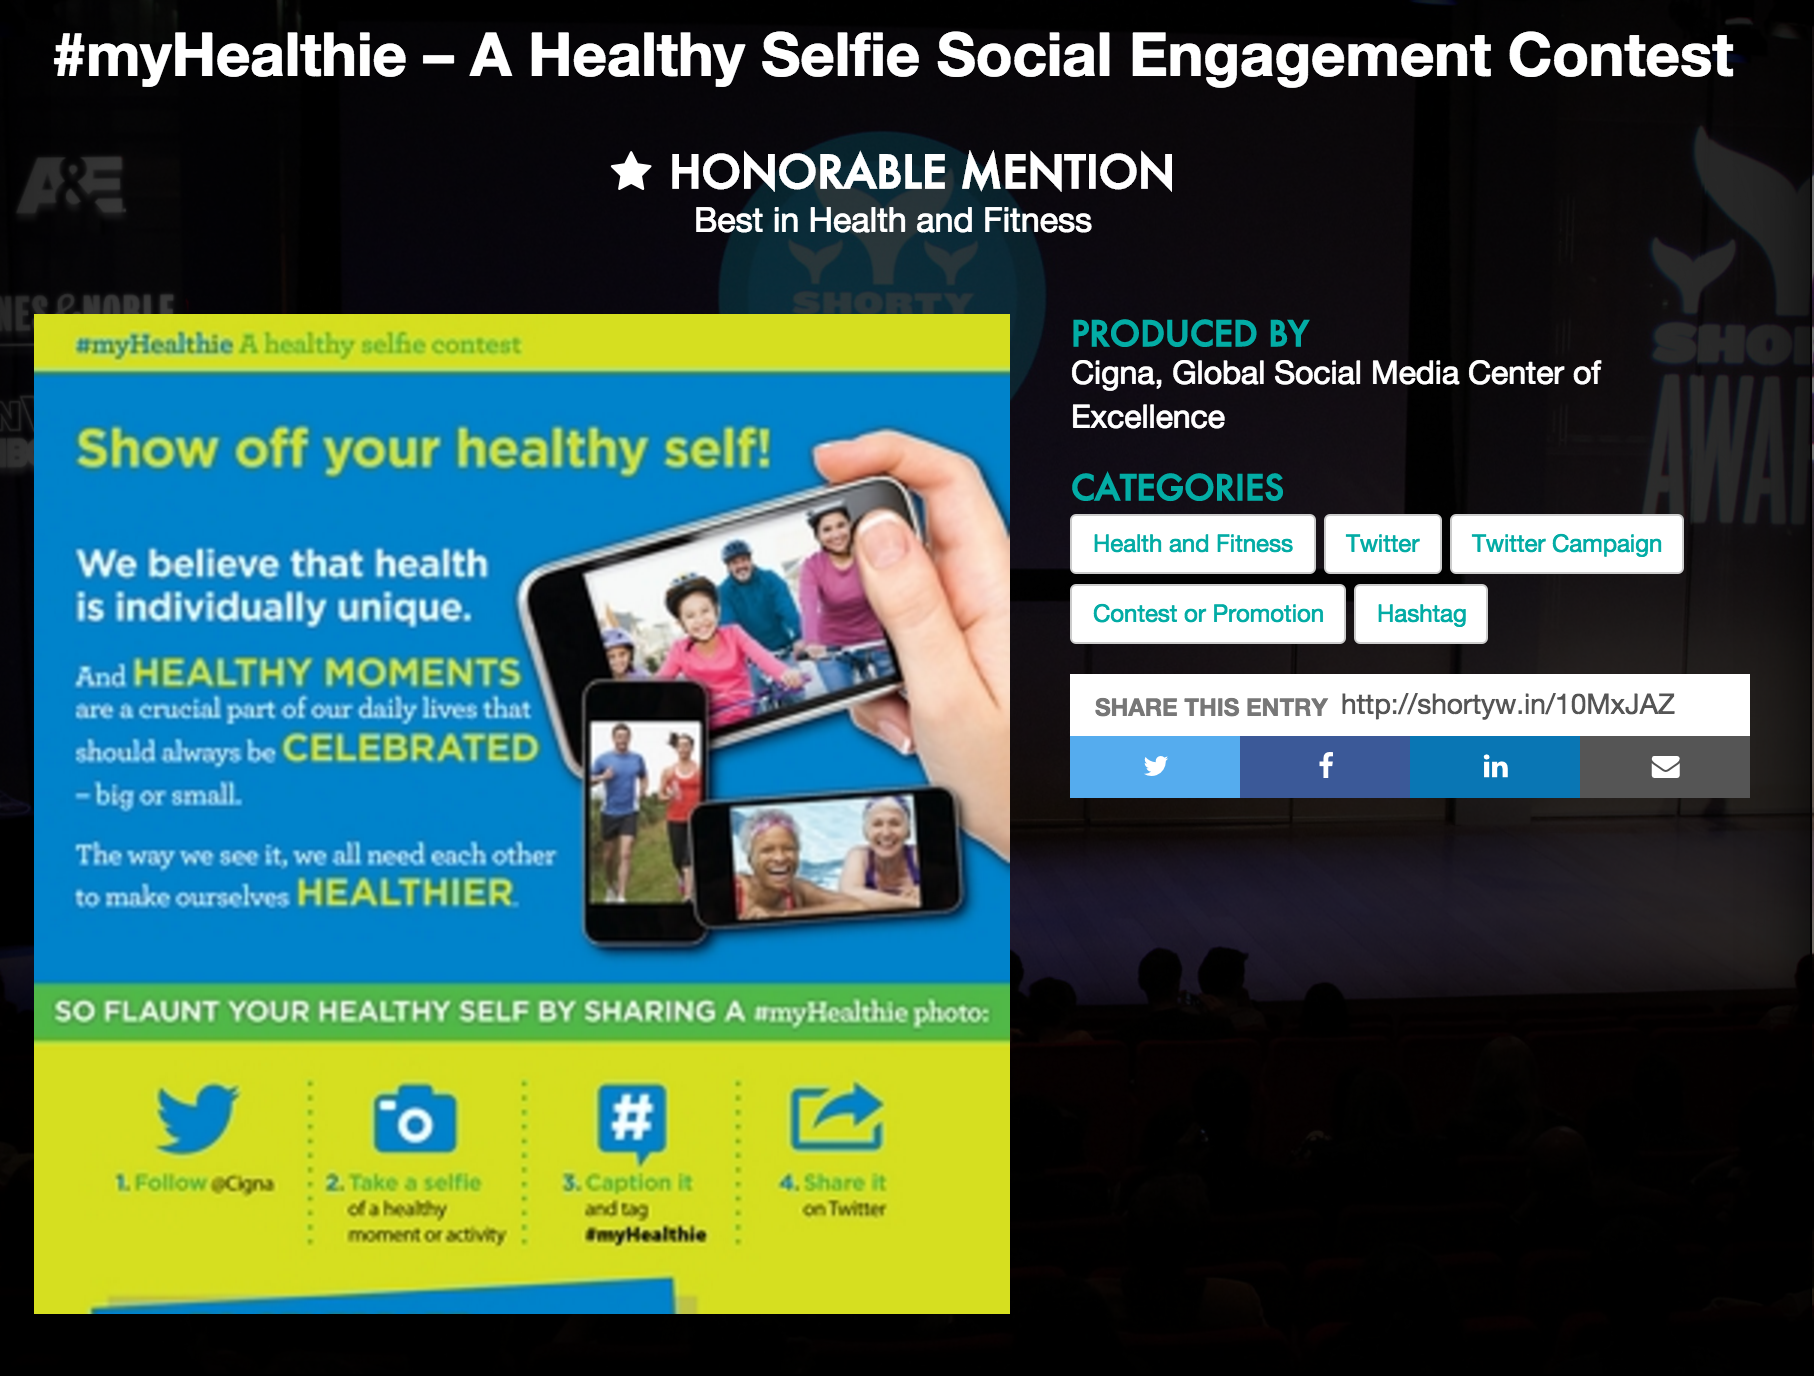 #myHealthie – A Healthy Selfie Social Engagement Contest
★ HONORABLE MENTION
Best in Health and Fitness
A&E
SHORTY
#myHealthie A healthy selfie contest
Show off your healthy self!
We believe that health
is individually unique.
And HEALTHY MOMENTS
are a crucial part of our daily lives that
should always be CELEBRATED
– big or small.
The way we see it, we all need each other
to make ourselves HEALTHIER.
SO FLAUNT YOUR HEALTHY SELF BY SHARING A #myHealthie photo:
1. Follow @Cigna
2. Take a selfie
of a healthy
moment or activity
3. Caption it
and tag
#myHealthie
4. Share it
on Twitter
PRODUCED BY
Cigna, Global Social Media Center of
Excellence
CATEGORIES
Health and Fitness
Twitter
Twitter Campaign
Contest or Promotion
Hashtag
SHARE THIS ENTRY http://shortyw.in/10MxJAZ